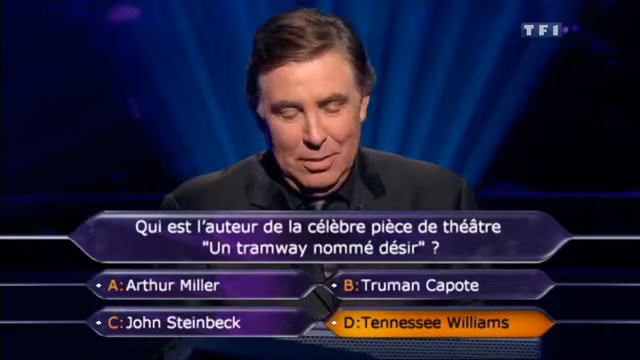 TF1
Qui est l'auteur de la célèbre pièce de théâtre
"Un tramway nommé désir" ?
A: Arthur Miller
B: Truman Capote
C: John Steinbeck
D: Tennessee Williams